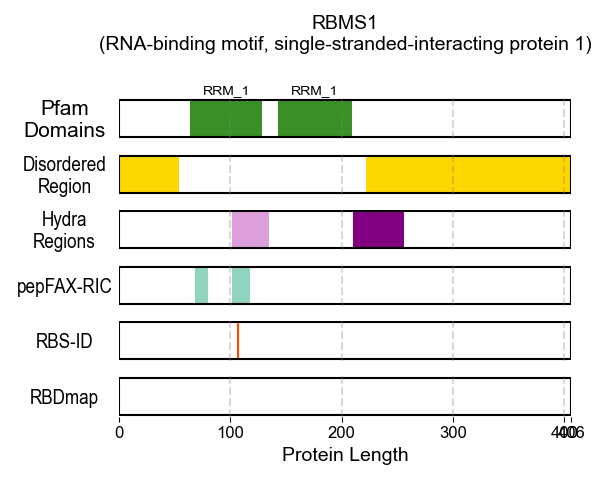 RBMS1
(RNA-binding motif, single-stranded-interacting protein 1)
RRM_1 RRM_1
Pfam
Domains
Disordered
Region
Hydra
Regions
pepFAX-RIC
RBS-ID
RBDmap
0 100 200 300 400 406
Protein Length